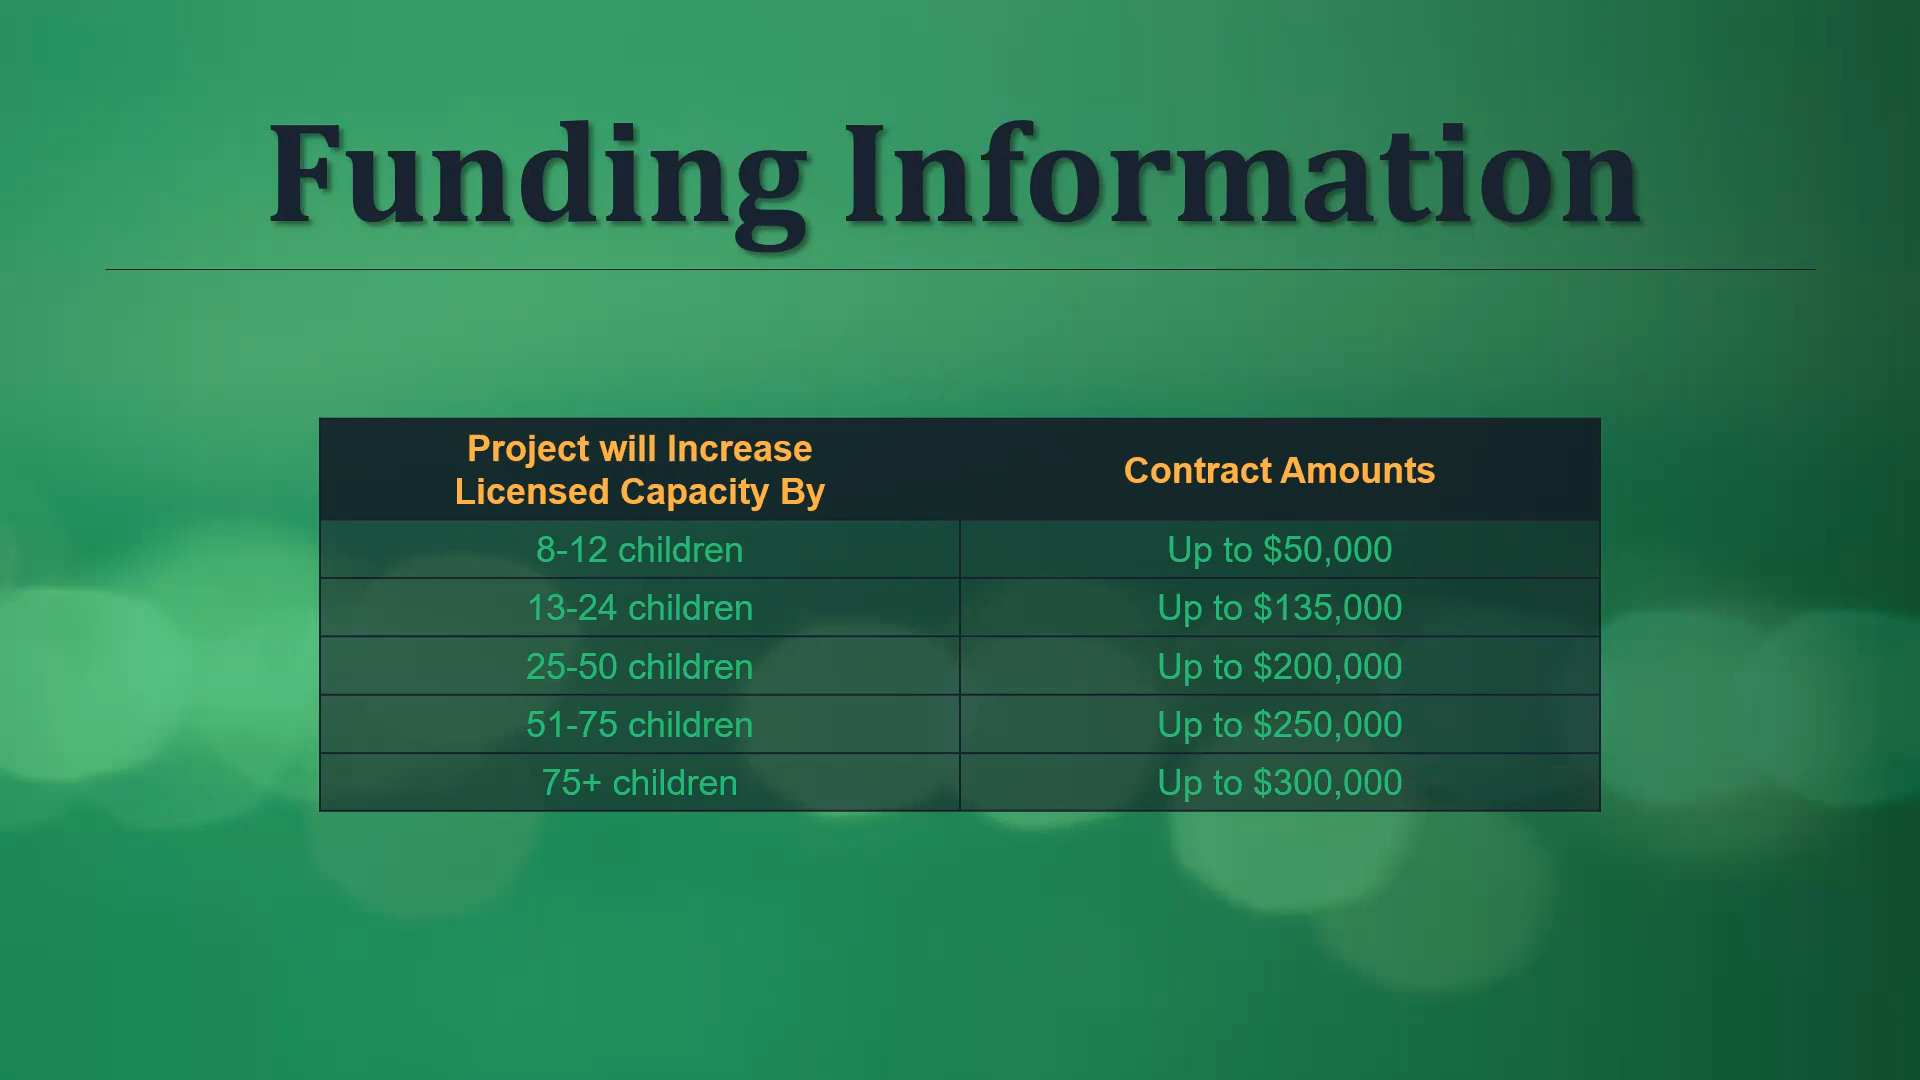 Funding Information
Project will Increase
Licensed Capacity By
Contract Amounts
8-12 children
Up to $50,000
13-24 children
Up to $135,000
25-50 children
Up to $200,000
51-75 children
Up to $250,000
75+ children
Up to $300,000